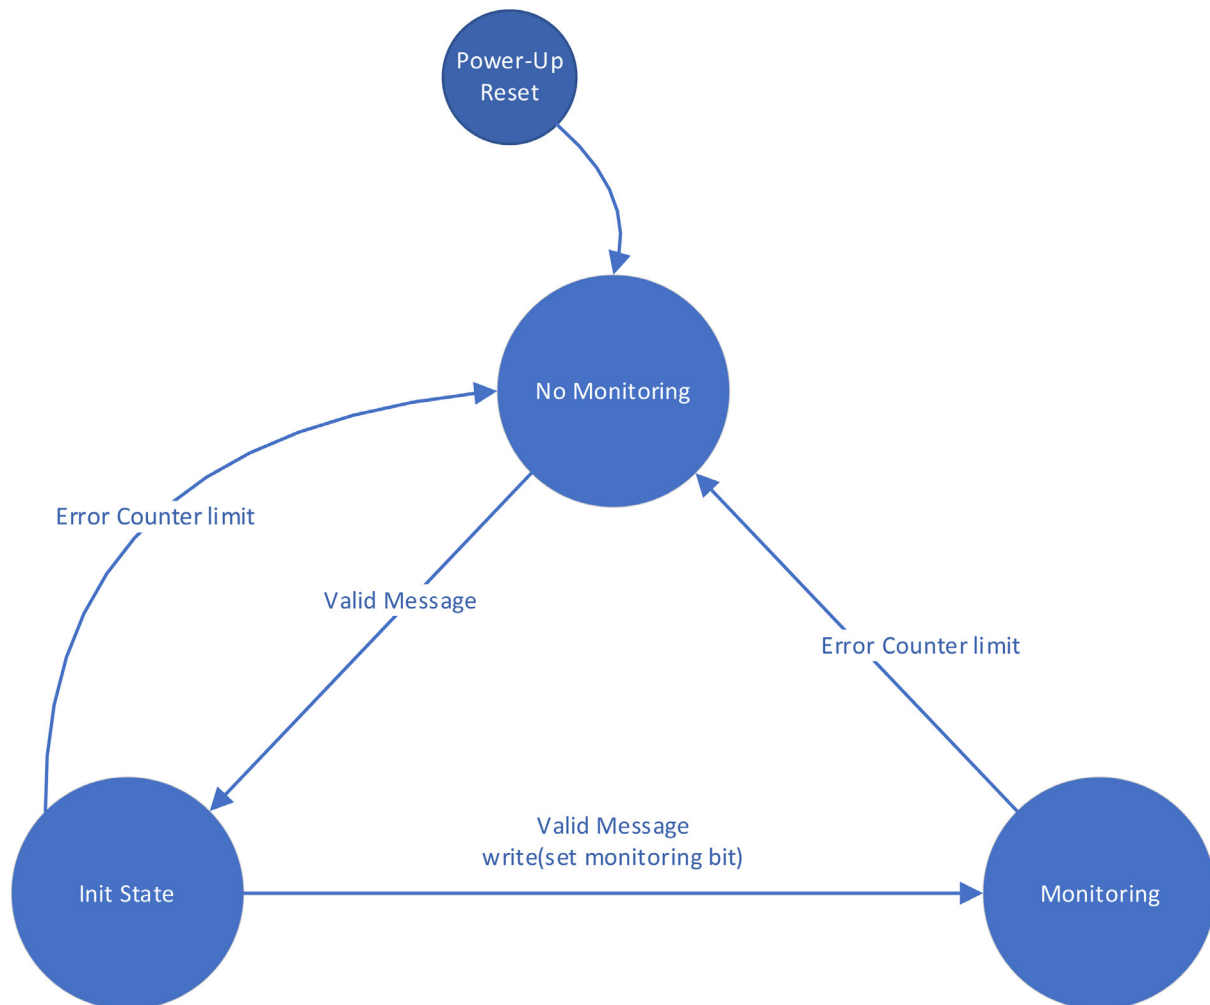 Power-Up
Reset
No Monitoring
Error Counter limit
Valid Message
Error Counter limit
Valid Message
write(set monitoring bit)
Init State
Monitoring